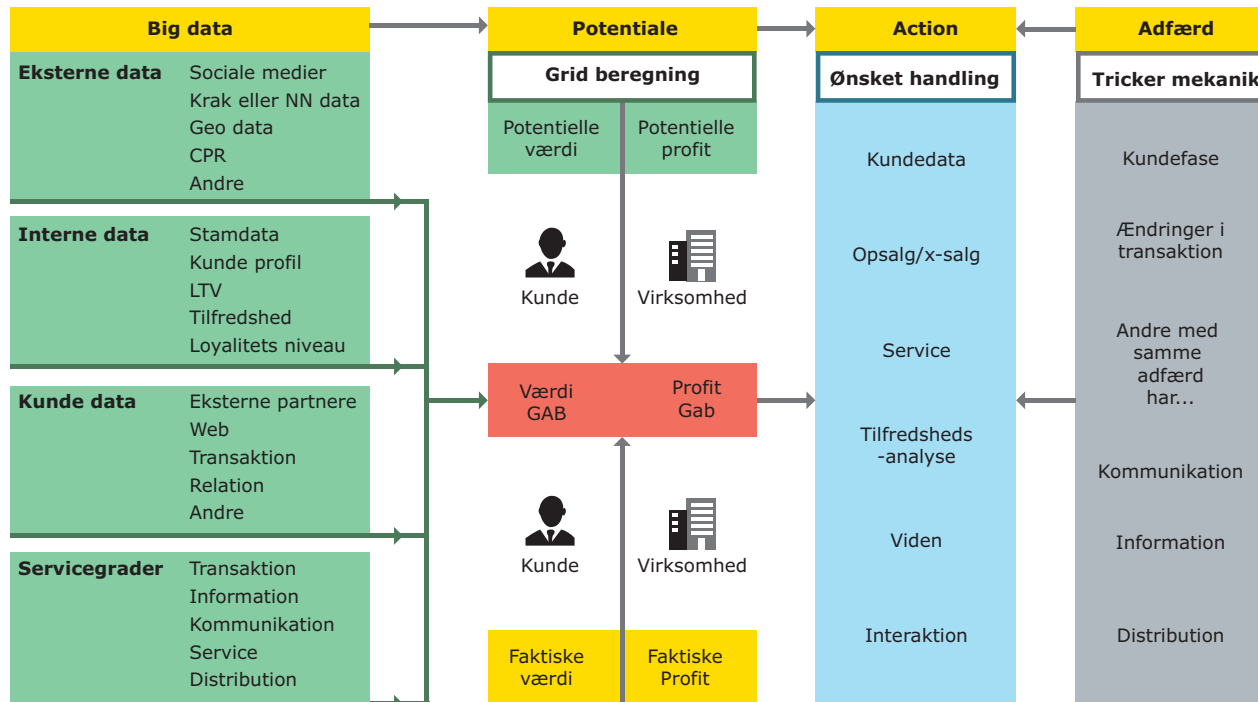 Big data
Eksterne data
Sociale medier
Krak eller NN data
Geo data
CPR
Andre
Interne data
Stamdata
Kunde profil
LTV
Tilfredshed
Loyalitets niveau
Kunde data
Eksterne partnere
Web
Transaktion
Relation
Andre
Servicegrader
Transaktion
Information
Kommunikation
Service
Distribution
Potentiale
Grid beregning
Potentielle
værdi
Potentielle
profit
Kunde
Virksomhed
Værdi
GAB
Profit
Gab
Kunde
Virksomhed
Faktiske
værdi
Faktiske
Profit
Action
Ønsket handling
Kundedata
Opsalg/x-salg
Service
Tilfredsheds
-analyse
Viden
Interaktion
Adfærd
Tricker mekanik
Kundefase
Ændringer i
transaktion
Andre med
samme
adfærd
har...
Kommunikation
Information
Distribution